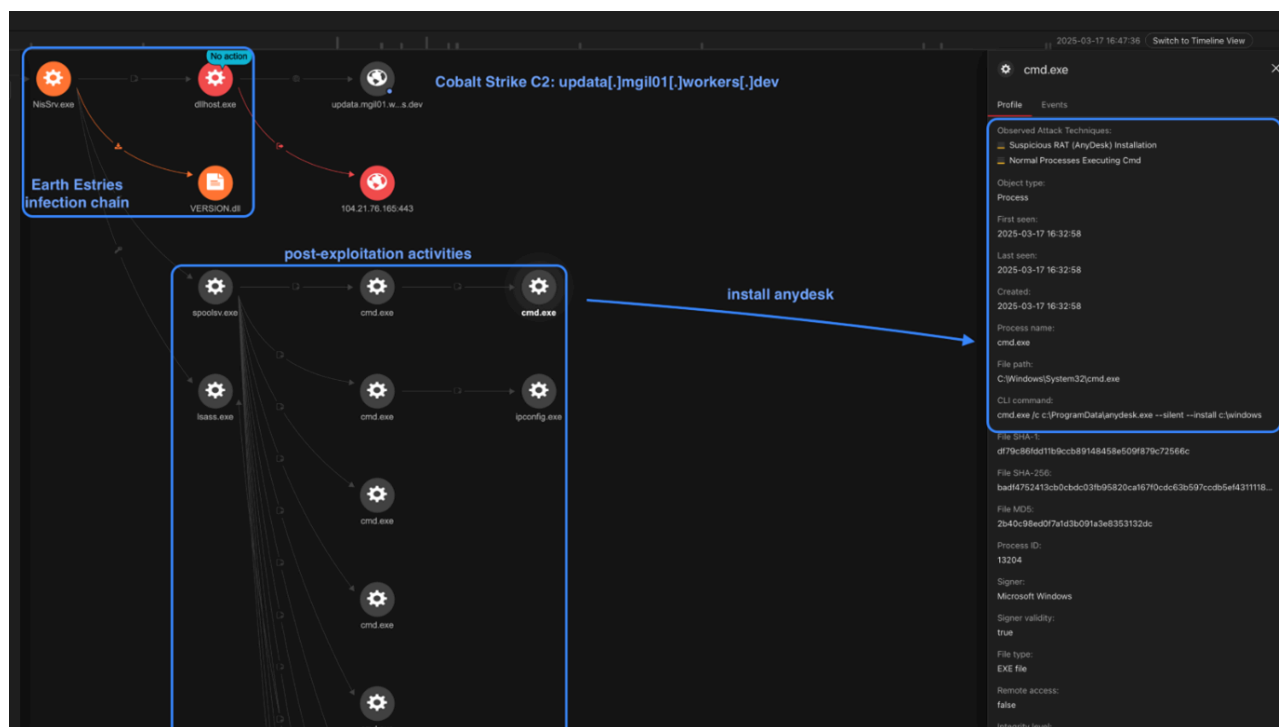 2025-03-17 16:47:36 Switch to Timeline View
No action
NisSrv.exe
dllhost.exe
updata.mgil01.w...s.dev
Cobalt Strike C2: updata[.]mgil01[.]workers[.]dev
Earth Estries
infection chain
VERSION.dll
104.21.76.165:443
post-exploitation activities
spoolsv.exe
cmd.exe
cmd.exe
install anydesk
lsass.exe
cmd.exe
ipconfig.exe
cmd.exe
cmd.exe
cmd.exe
Profile Events
Observed Attack Techniques:
Suspicious RAT (AnyDesk) Installation
Normal Processes Executing Cmd
Object type:
Process
First seen:
2025-03-17 16:32:58
Last seen:
2025-03-17 16:32:58
Created:
2025-03-17 16:32:58
Process name:
cmd.exe
File path:
C:\Windows\System32\cmd.exe
CLI command:
cmd.exe /c c:\ProgramData\anydesk.exe --silent --install c:\windows
File SHA-1:
df79c86fdd11b9ccb89148458e509f879c72566c
File SHA-256:
badf4752413cb0cbdc03fb95820ca167f0cdc63b597ccdb5ef4311118...
File MD5:
2b40c98ed0f7a1d3b091a3e8353132dc
Process ID:
13204
Signer:
Microsoft Windows
Signer validity:
true
File type:
EXE file
Remote access:
false
Integrity level: